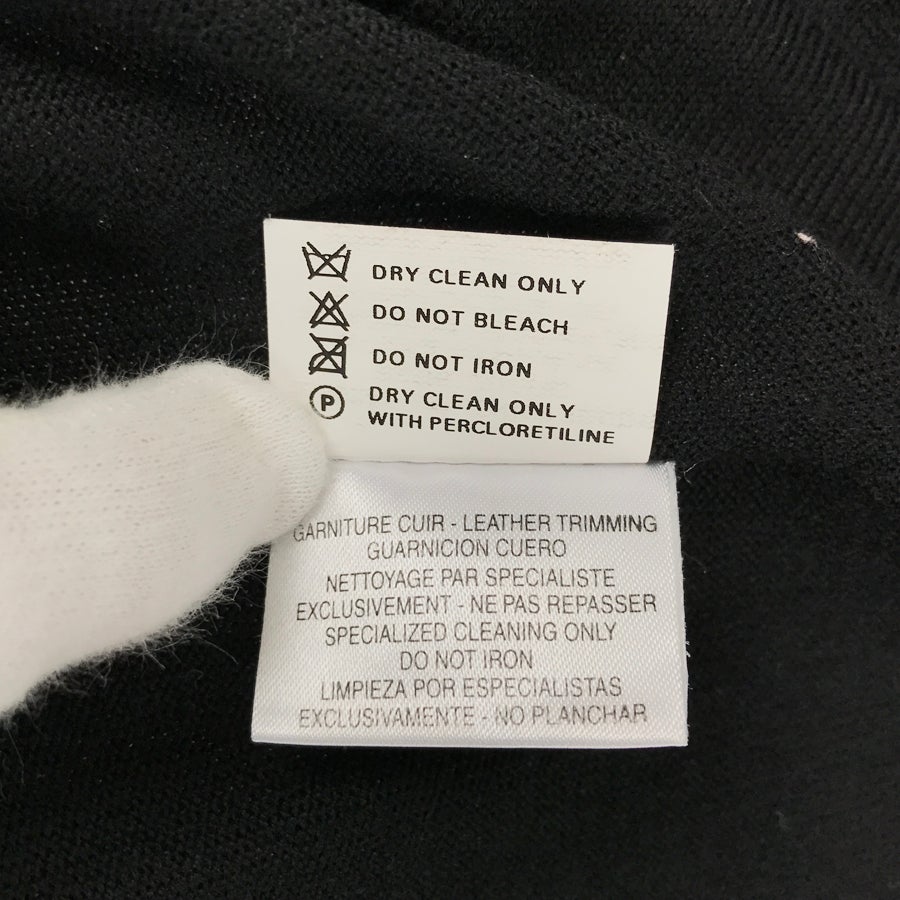 DRY CLEAN ONLY
DO NOT BLEACH
DO NOT IRON
P
DRY CLEAN ONLY
WITH PERCLORETILINE
GARNITURE CUIR - LEATHER TRIMMING
GUARNICION CUERO
NETTOYAGE PAR SPECIALISTE
EXCLUSIVEMENT - NE PAS REPASSER
SPECIALIZED CLEANING ONLY
DO NOT IRON
LIMPIEZA POR ESPECIALISTAS
EXCLUSIVAMENTE - NO PLANCHAR